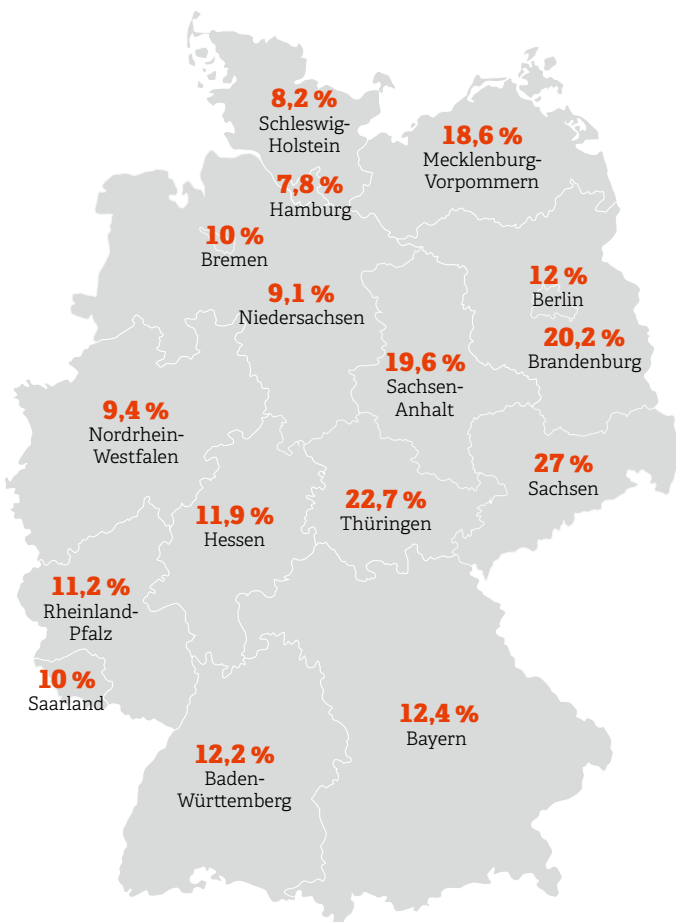 8,2 %
Schleswig-
Holstein
18,6 %
Mecklenburg-
Vorpommern
7,8 %
Hamburg
10 %
Bremen
9,1 %
Niedersachsen
12 %
Berlin
20,2 %
Brandenburg
19,6 %
Sachsen-
Anhalt
9,4 %
Nordrhein-
Westfalen
27 %
Sachsen
22,7 %
Thüringen
11,9 %
Hessen
11,2 %
Rheinland-
Pfalz
10 %
Saarland
12,4 %
Bayern
12,2 %
Baden-
Württemberg